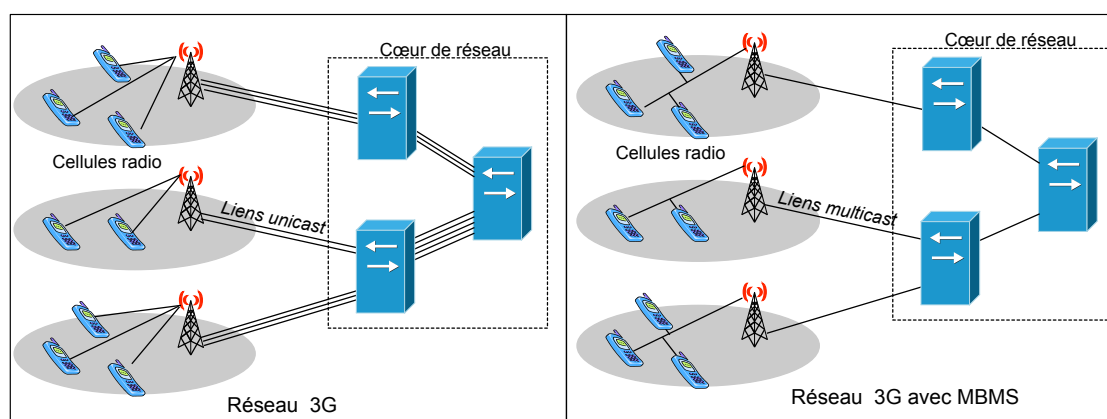 Cœur de réseau
Cellules radio
Liens unicast
Réseau 3G
Cœur de réseau
Cellules radio
Liens multicast
Réseau 3G avec MBMS